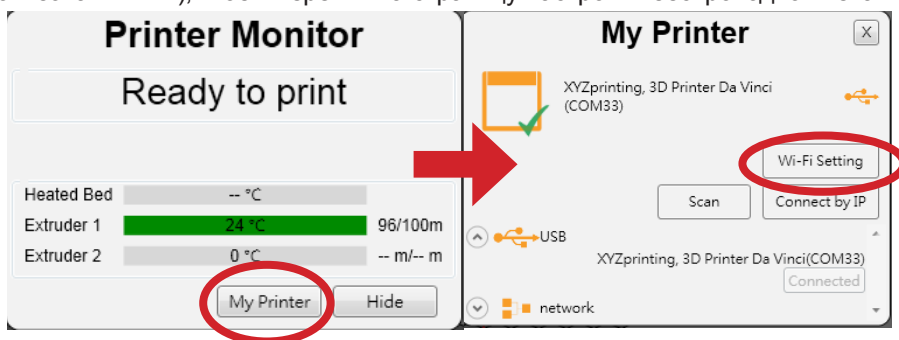 Printer Monitor
Ready to print
Heated Bed -- °C
Extruder 1 24 °C 96/100m
Extruder 2 0 °C -- m/-- m
My Printer Hide
My Printer X
XYZprinting, 3D Printer Da Vinci
(COM33)
Wi-Fi Setting
Scan Connect by IP
USB
XYZprinting, 3D Printer Da Vinci(COM33)
Connected
network